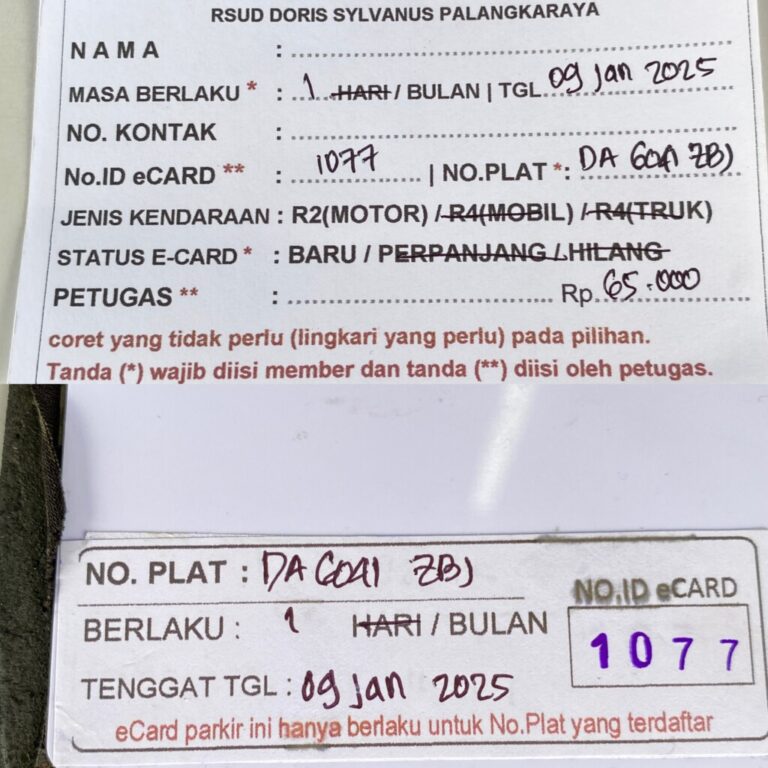 RSUD DORIS SYLVANUS PALANGKARAYA
NAMA :
MASA BERLAKU * : 1 HARI / BULAN | TGL 09 Jan 2025
NO. KONTAK :
No.ID eCARD ** : 1077 | NO.PLAT *: DA 6041 ZBJ
JENIS KENDARAAN : R2(MOTOR) / R4(MOBIL) / R4(TRUK)
STATUS E-CARD * : BARU / PERPANJANG / HILANG
PETUGAS ** : Rp. 65.000
coret yang tidak perlu (lingkari yang perlu) pada pilihan.
Tanda (*) wajib diisi member dan tanda (**) diisi oleh petugas.
NO. PLAT : DA 6041 ZBJ
NO.ID eCARD
BERLAKU : 1 HARI / BULAN
1077
TENGGAT TGL : 09 Jan 2025
eCard parkir ini hanya berlaku untuk No.Plat yang terdaftar